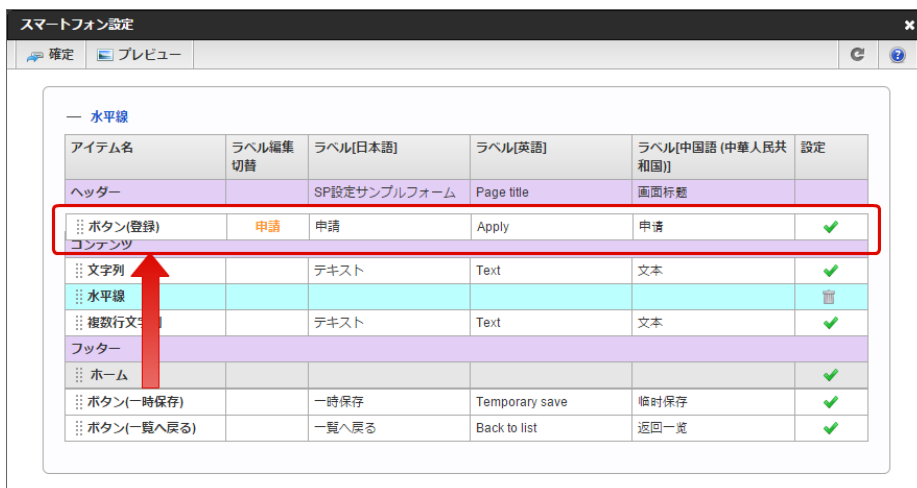 スマートフォン設定
確定 プレビュー
水平線
アイテム名 ラベル編集切替 ラベル[日本語] ラベル[英語] ラベル[中国語 (中華人民共和国)] 設定
ヘッダー SP設定サンプルフォーム Page title 画面标题
ボタン(登録) 申請 申請 Apply 申请
コンテンツ
文字列 テキスト Text 文本
水平線
複数行文字列 テキスト Text 文本
フッター
ホーム
ボタン(一時保存) 一時保存 Temporary save 临时保存
ボタン(一覧へ戻る) 一覧へ戻る Back to list 返回一览